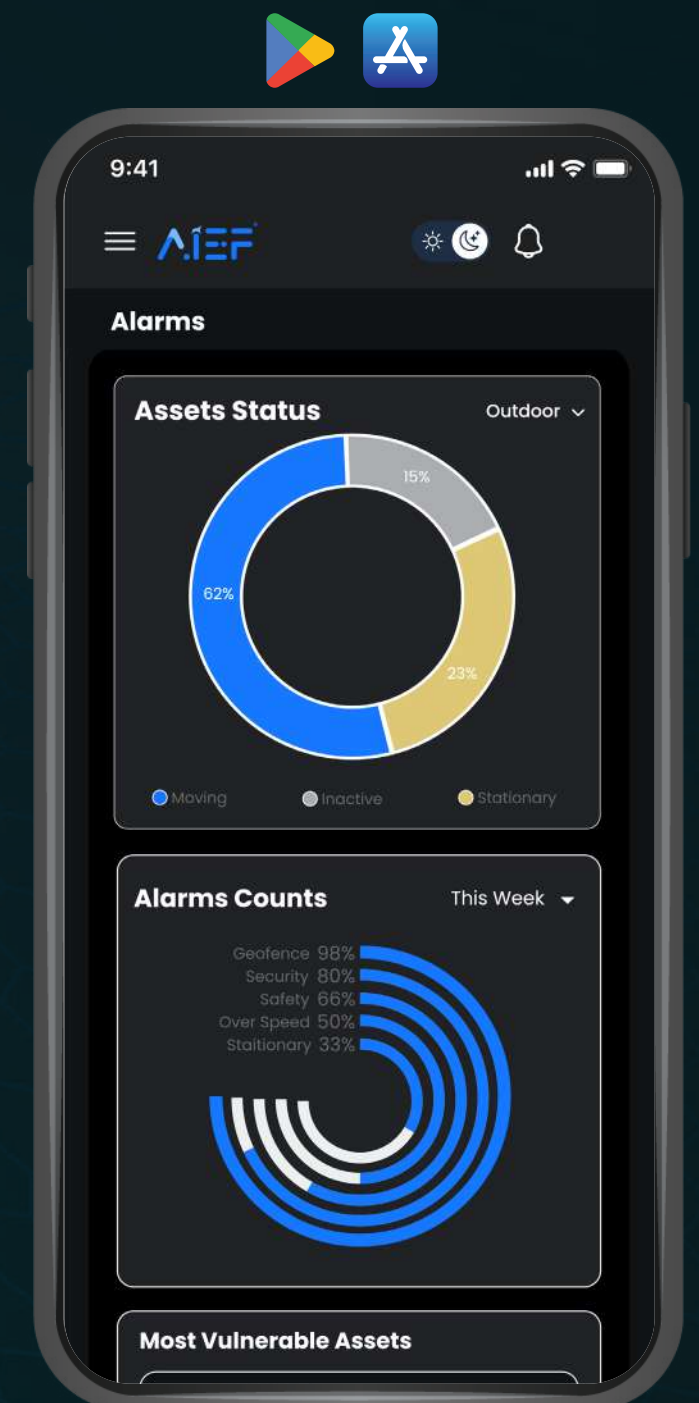 9:41
AIEF
Alarms
Assets Status
Outdoor
15%
62%
23%
Moving
Inactive
Stationary
Alarms Counts
This Week
Geofence 98%
Security 80%
Safety 66%
Over Speed 50%
Staitionary 33%
Most Vulnerable Assets